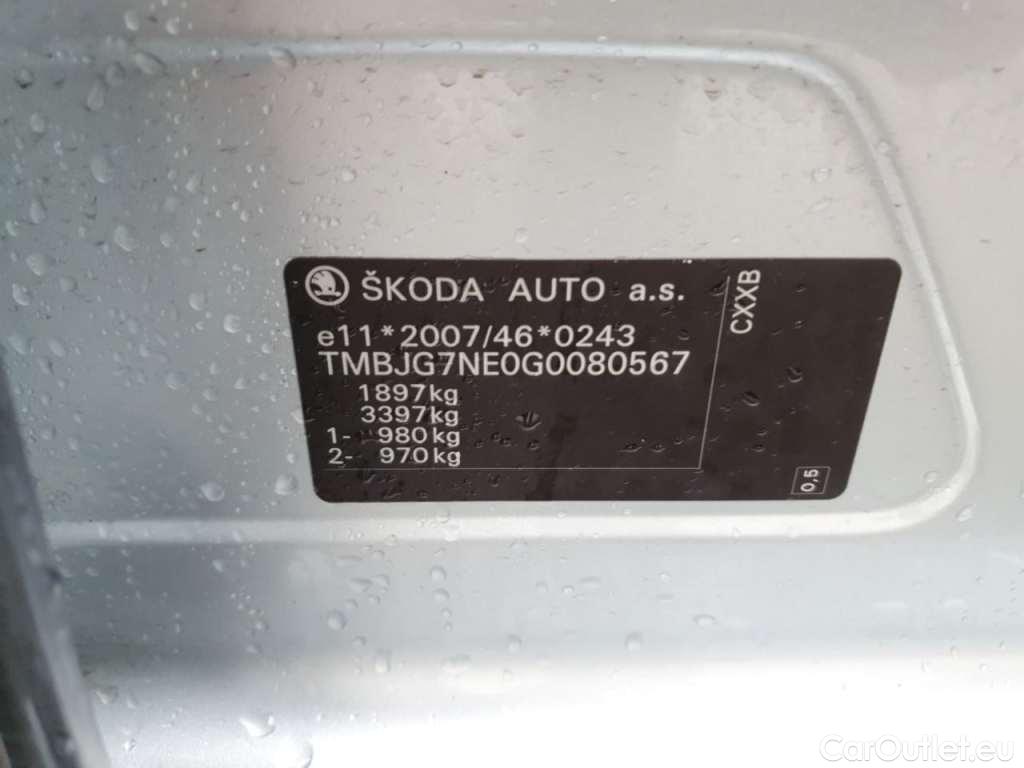 ŠKODA AUTO a.s.
e11*2007/46*0243
TMBJG7NE0G0080567
1897kg
3397kg
1- 980kg
2- 970kg
CXXB
0,5
CarOutlet.eu